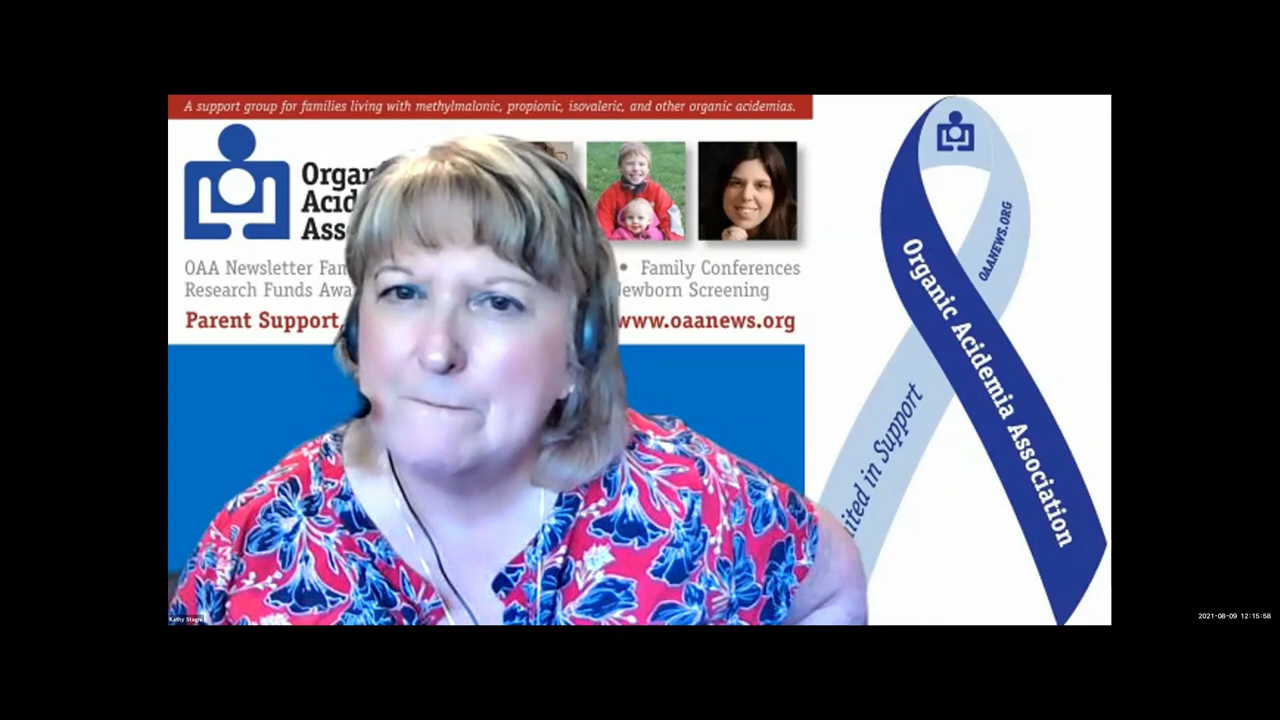 A support group for families living with methylmalonic, propionic, isovaleric, and other organic acidemias.
Organ
Acid
Ass
OAA Newsletter Fam
• Family Conferences
Research Funds Awa
Newborn Screening
Parent Support,
www.oaanews.org
OAANEWS.ORG
Organic Acidemia Association
ited in Support
Kathy Stagni
2021-08-09 12:15:58